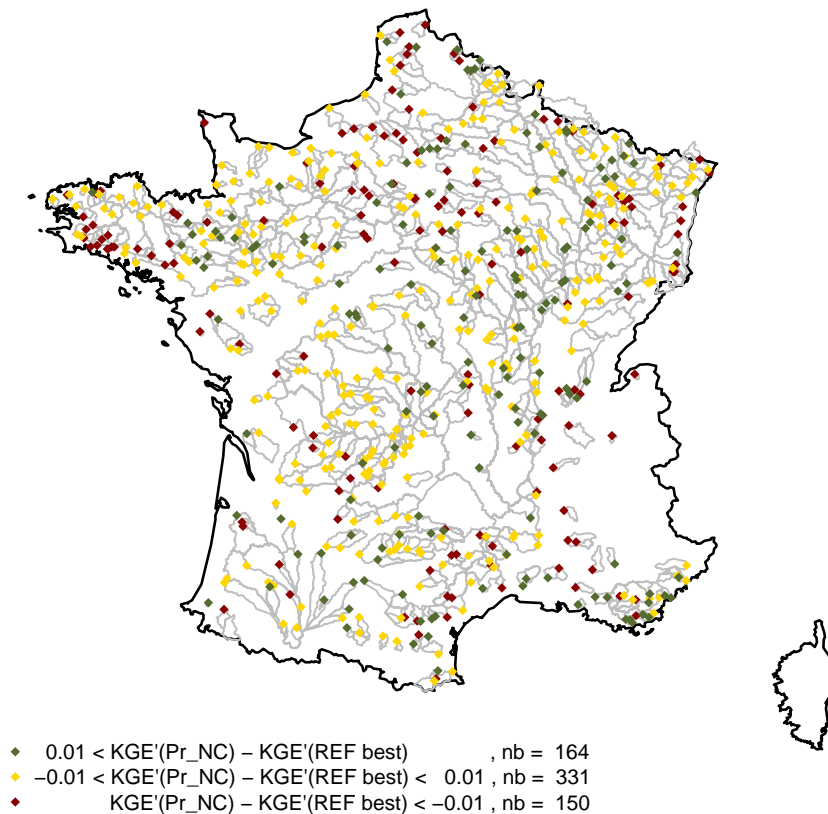 0.01 < KGE'(Pr_NC) − KGE'(REF best) , nb = 164
−0.01 < KGE'(Pr_NC) − KGE'(REF best) < 0.01 , nb = 331
KGE'(Pr_NC) − KGE'(REF best) < −0.01 , nb = 150